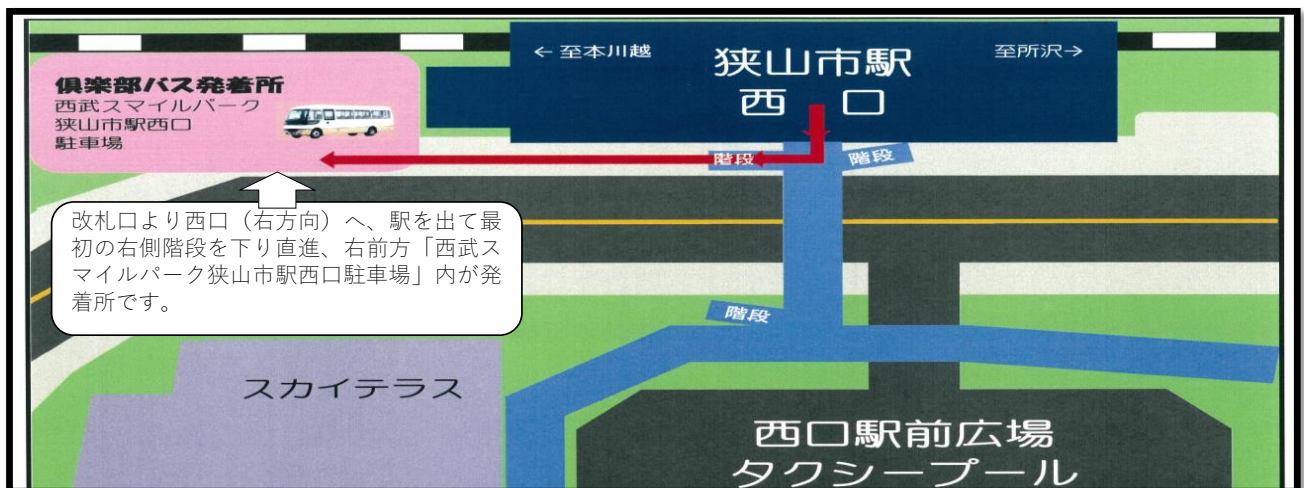 ←至本川越
狭山市駅
西口
至所沢→
倶楽部バス発着所
西武スマイルパーク
狭山市駅西口
駐車場
階段
階段
改札口より西口（右方向）へ、駅を出て最
初の右側階段を下り直進、右前方「西武ス
マイルパーク狭山市駅西口駐車場」内が発
着所です。
階段
スカイテラス
西口駅前広場
タクシープール